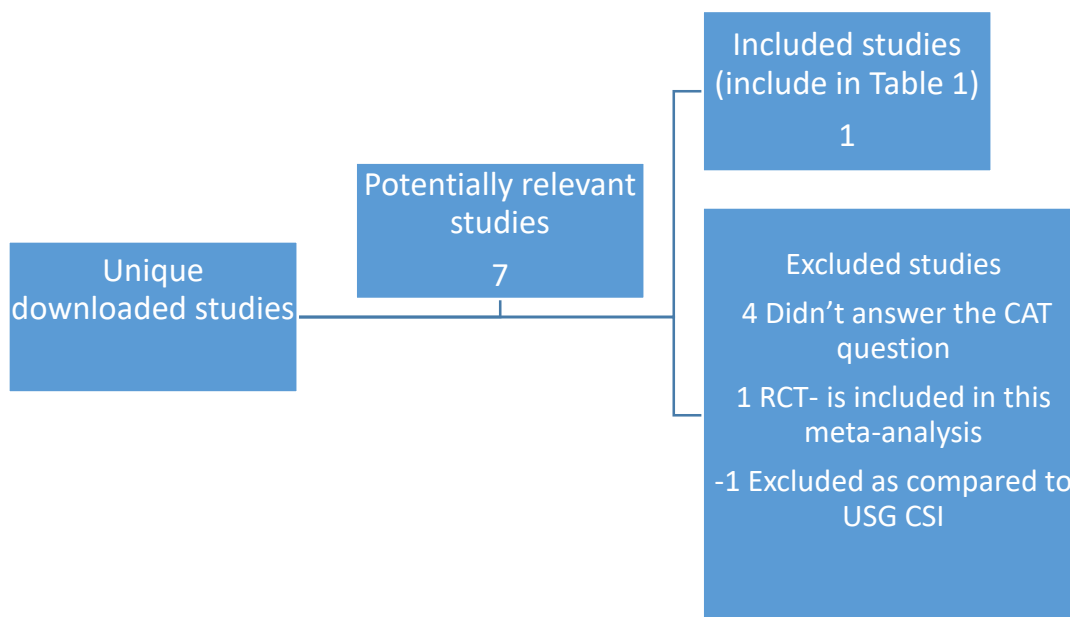 Unique
downloaded studies
Potentially relevant
studies
7
Included studies
(include in Table 1)
1
Excluded studies
4 Didn’t answer the CAT
question
1 RCT- is included in this
meta-analysis
-1 Excluded as compared to
USG CSI